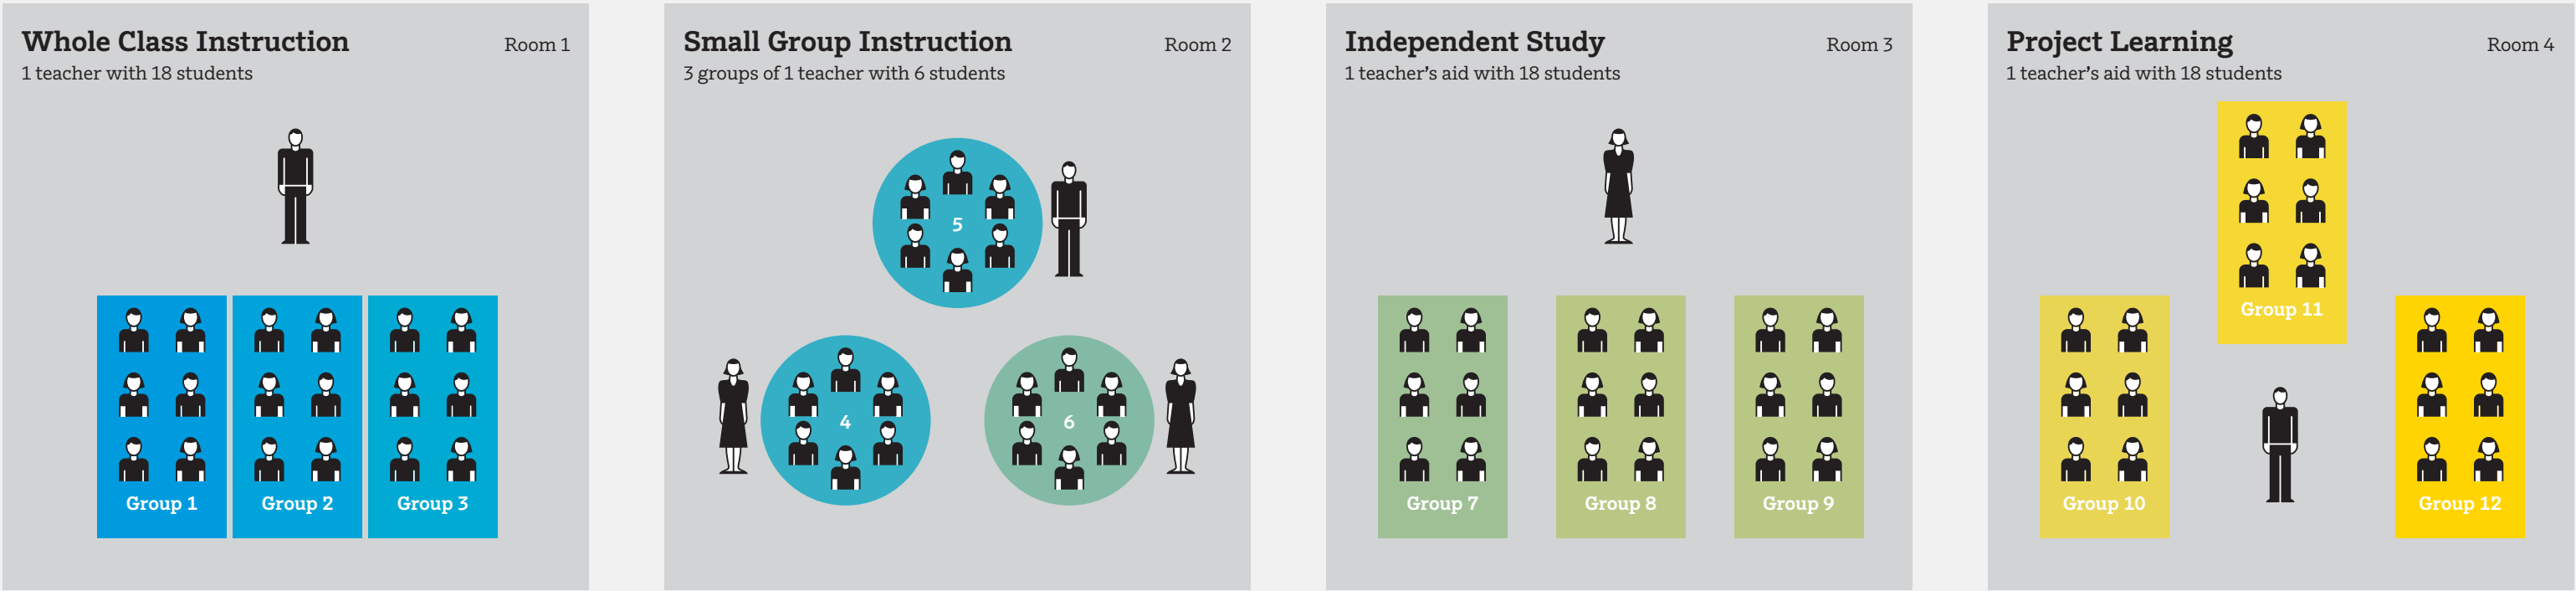 Whole Class Instruction
Room 1
1 teacher with 18 students
Group 1
Group 2
Group 3
Small Group Instruction
Room 2
3 groups of 1 teacher with 6 students
5
4
6
Independent Study
Room 3
1 teacher’s aid with 18 students
Group 7
Group 8
Group 9
Project Learning
Room 4
1 teacher’s aid with 18 students
Group 11
Group 10
Group 12